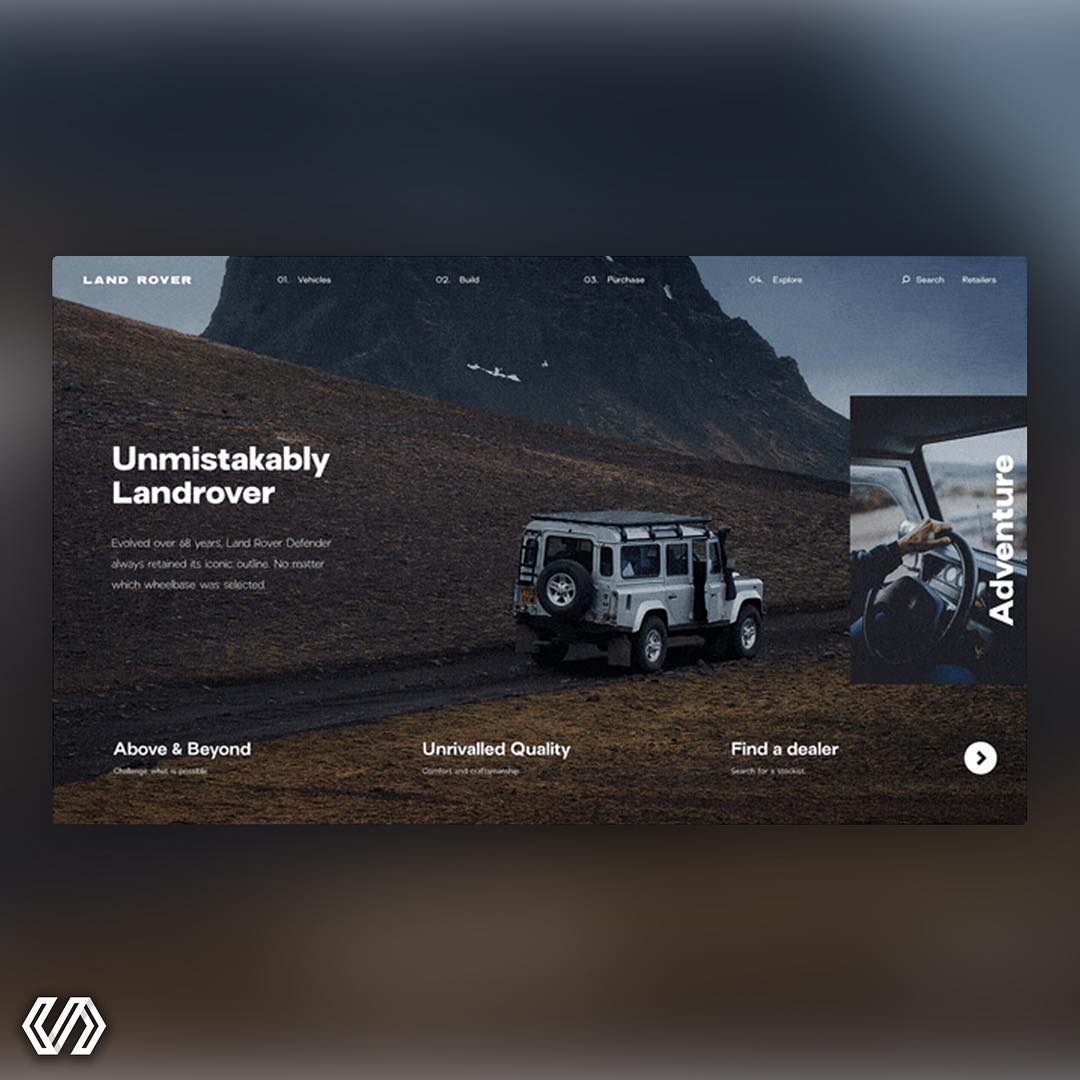 LAND ROVER
01. Vehicles
02. Build
03. Purchase
04. Explore
Search
Retailers
Unmistakably
Landrover
Evolved over 68 years, Land Rover Defender
always retained its iconic outline. No matter
which wheelbase was selected.
Adventure
Above & Beyond
Challenge what is possible
Unrivalled Quality
Comfort and craftsmanship
Find a dealer
Search for a stockist.